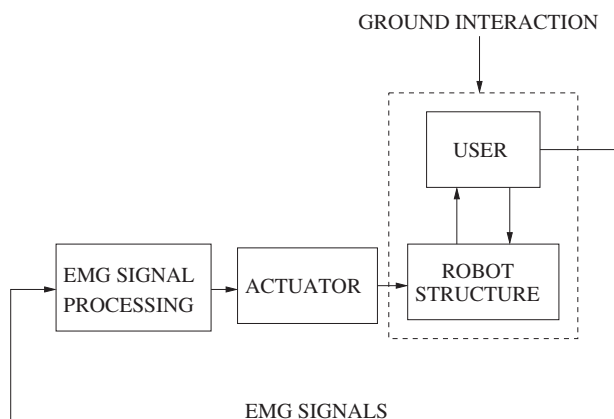 GROUND INTERACTION
USER
EMG SIGNAL
PROCESSING
ACTUATOR
ROBOT
STRUCTURE
EMG SIGNALS